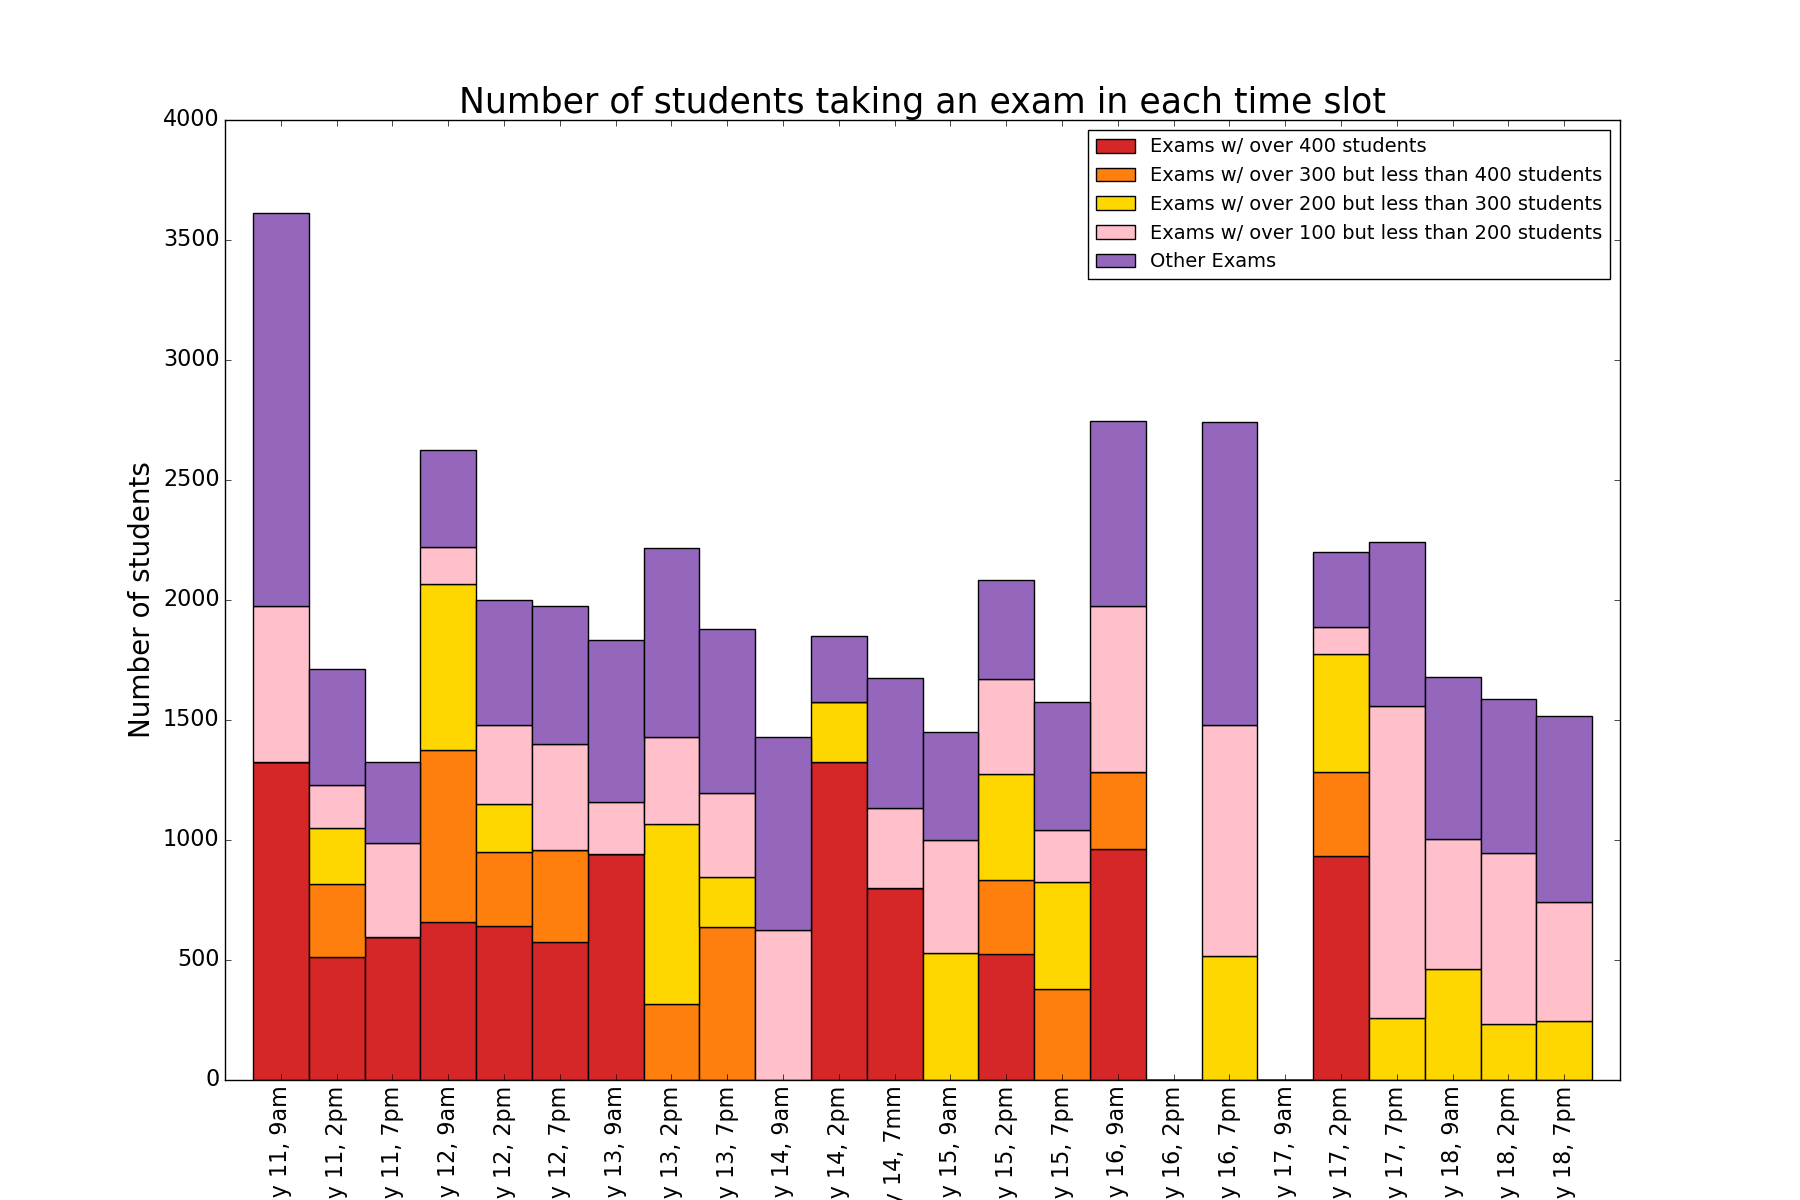 Number of students taking an exam in each time slot
4000
3500
3000
2500
2000
1500
1000
500
0
Number of students
Exams w/ over 400 students
Exams w/ over 300 but less than 400 students
Exams w/ over 200 but less than 300 students
Exams w/ over 100 but less than 200 students
Other Exams
y 11, 9am
y 11, 2pm
y 11, 7pm
y 12, 9am
y 12, 2pm
y 12, 7pm
y 13, 9am
y 13, 2pm
y 13, 7pm
y 14, 9am
y 14, 2pm
y 14, 7mm
y 15, 9am
y 15, 2pm
y 15, 7pm
y 16, 9am
y 16, 2pm
y 16, 7pm
y 17, 9am
y 17, 2pm
y 17, 7pm
y 18, 9am
y 18, 2pm
y 18, 7pm